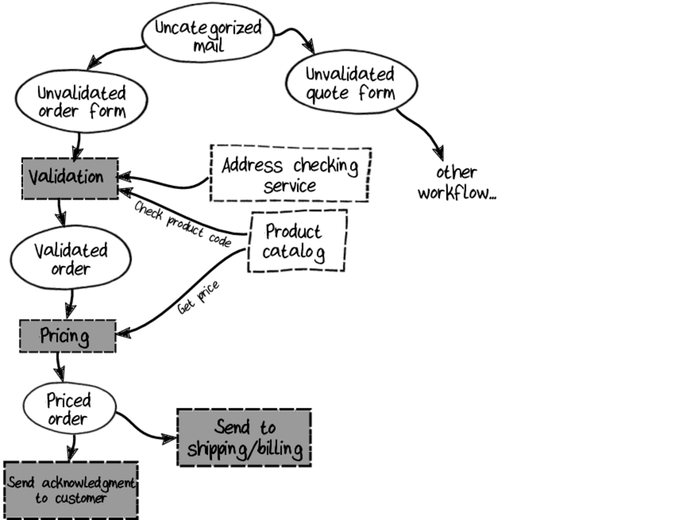 Uncategorized
mail
Unvalidated
order form
Unvalidated
quote form
other
workflow...
Validation
Address checking
service
Check product code
Product
catalog
Validated
order
Get price
Pricing
Priced
order
Send to
shipping/billing
Send acknowledgment
to customer